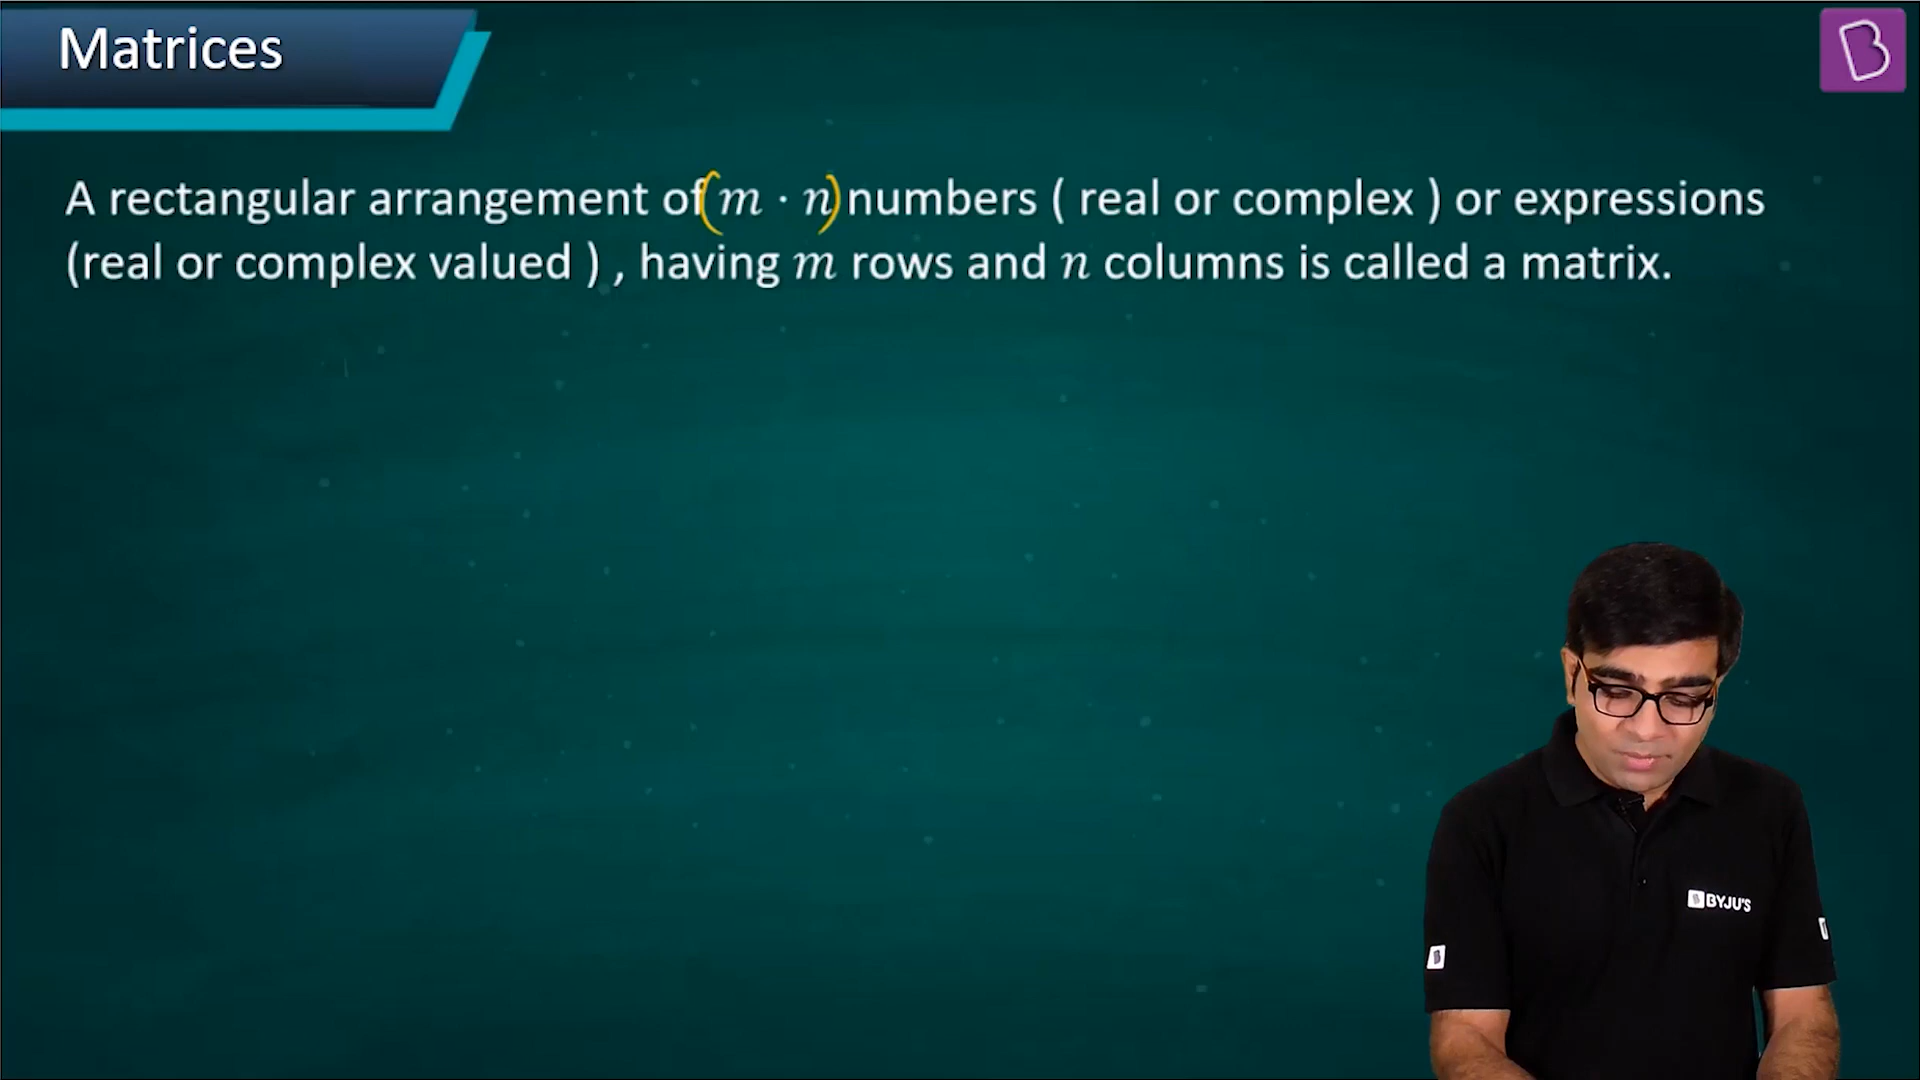 Matrices
A rectangular arrangement of (m · n) numbers ( real or complex ) or expressions
(real or complex valued ) , having m rows and n columns is called a matrix.
BYJU'S